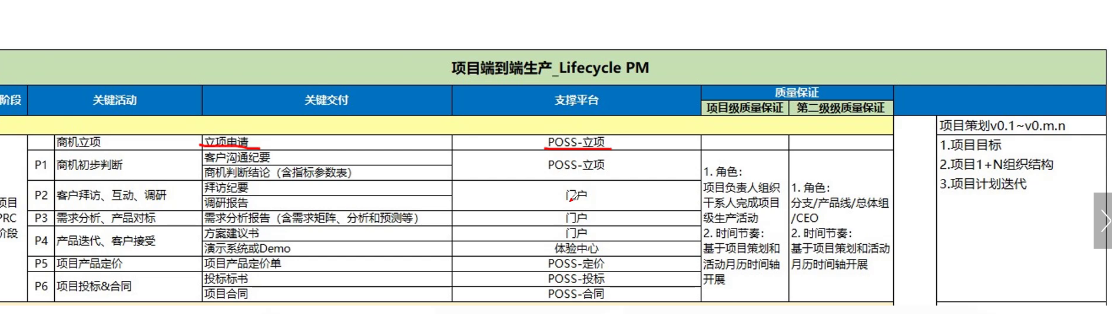 项目端到端生产_Lifecycle PM
阶段
关键活动
关键交付
支撑平台
质量保证
项目级质量保证
第二级级质量保证
项目策划v0.1~v0.m.n
商机立项
立项申请
POSS-立项
P1
商机初步判断
客户沟通纪要
商机判断结论（含指标参数表）
POSS-立项
P2
客户拜访、互动、调研
拜访纪要
调研报告
门户
P3
需求分析、产品对标
需求分析报告（含需求矩阵、分析和预测等）
门户
P4
产品迭代、客户接受
方案建议书
门户
演示系统或Demo
体验中心
P5
项目产品定价
项目产品定价单
POSS-定价
P6
项目投标&合同
投标标书
POSS-投标
项目合同
POSS-合同
项目
PRC
阶段
1. 角色：
项目负责人组织
干系人完成项目
级生产活动
2. 时间节奏：
基于项目策划和
活动月历时间轴
开展
1. 角色：
分支/产品线/总体组
/CEO
2. 时间节奏：
基于项目策划和活动
月历时间轴开展
1.项目目标
2.项目1+N组织结构
3.项目计划迭代